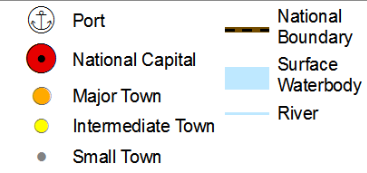 Port
National Capital
Major Town
Intermediate Town
Small Town
National
Boundary
Surface
Waterbody
River